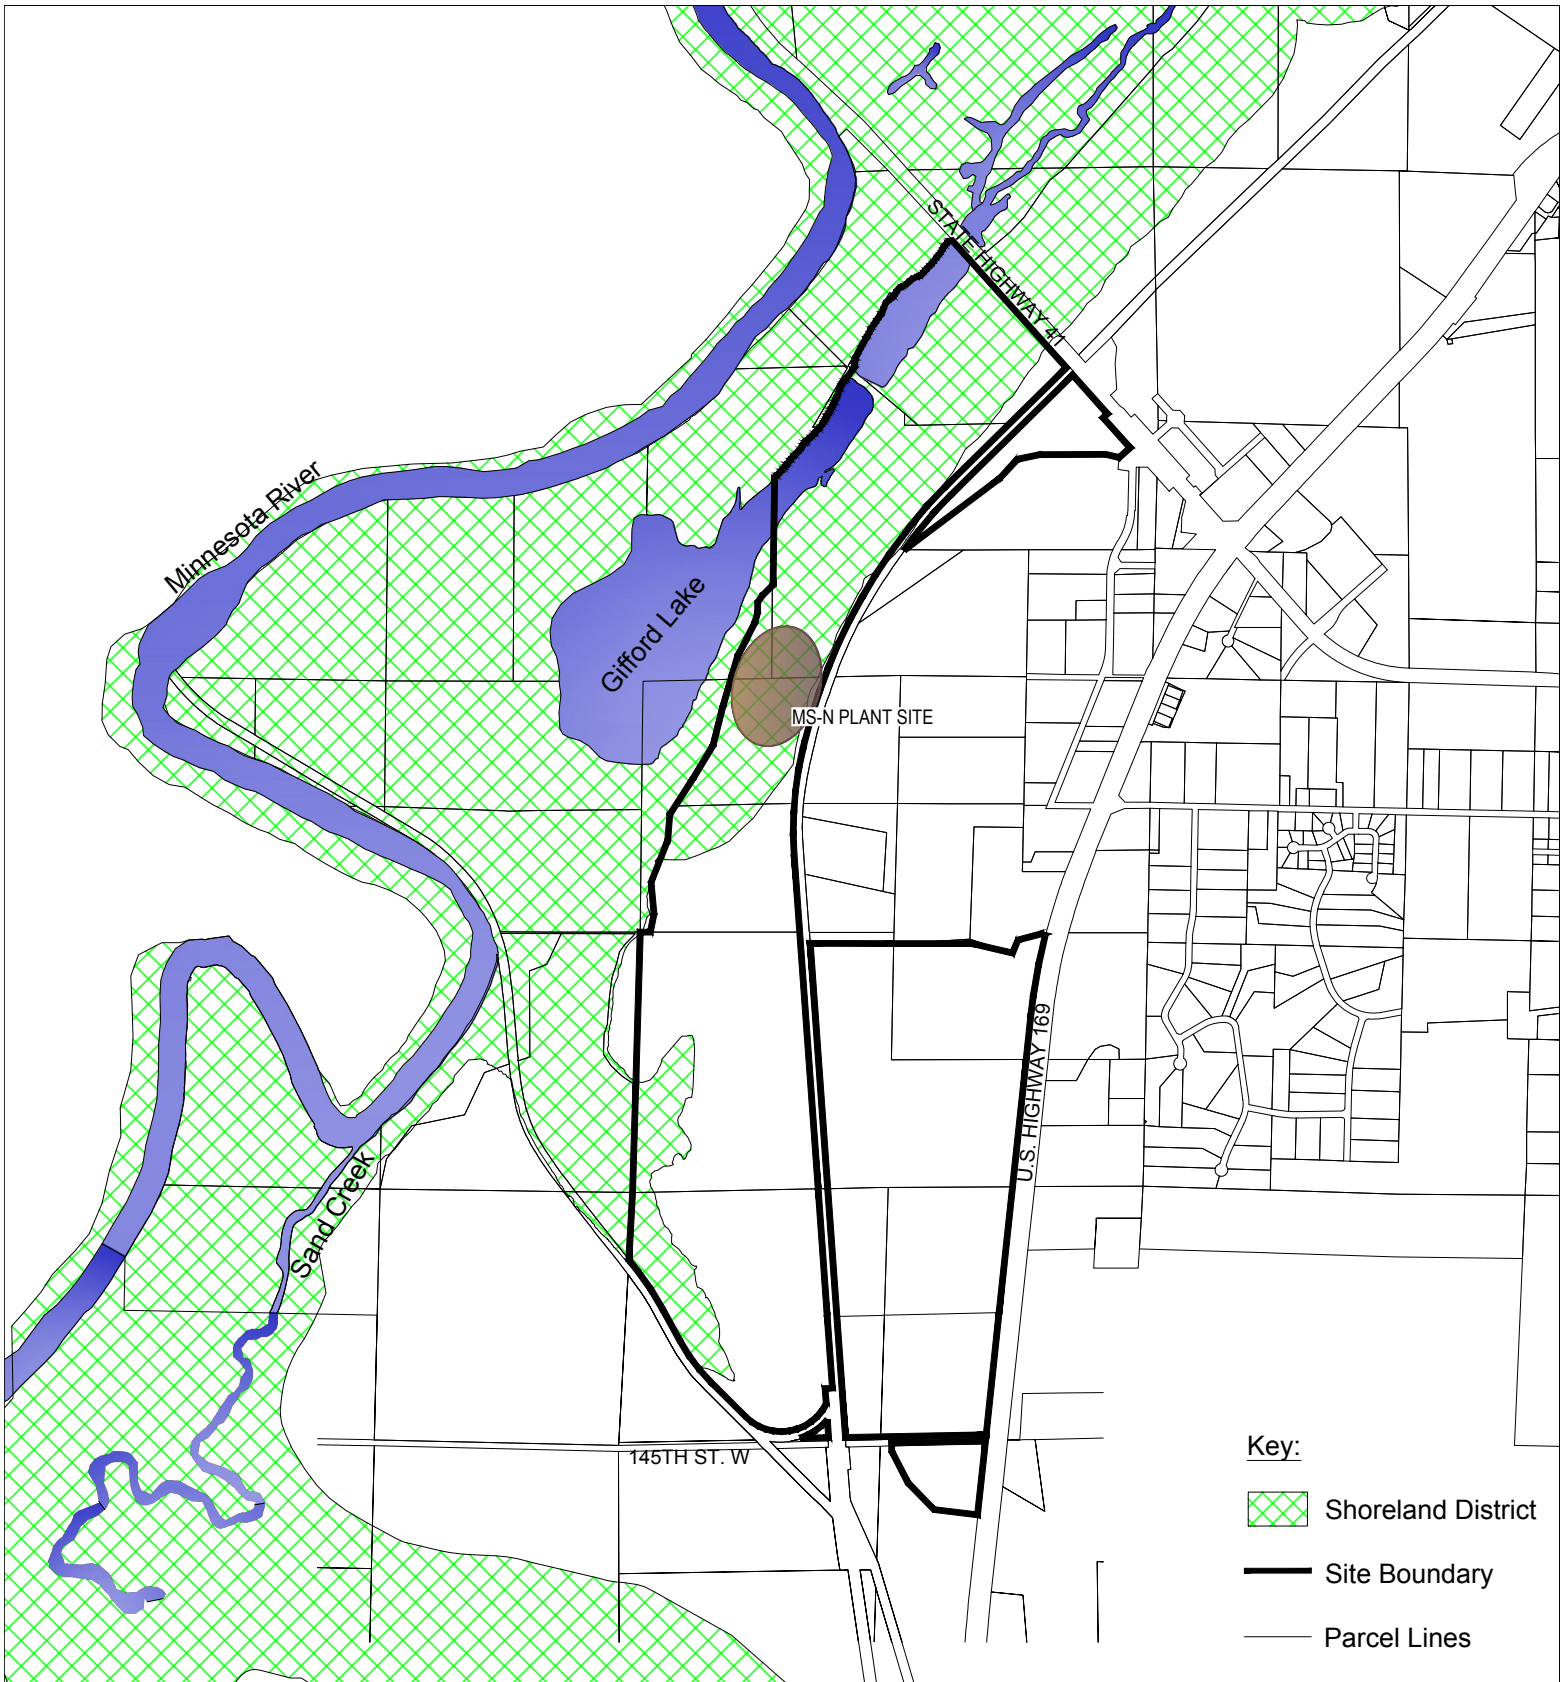 STATE HIGHWAY 41
Minnesota River
Gifford Lake
MS-N PLANT SITE
U.S. HIGHWAY 169
Sand Creek
145TH ST. W
Key:
Shoreland District
Site Boundary
Parcel Lines